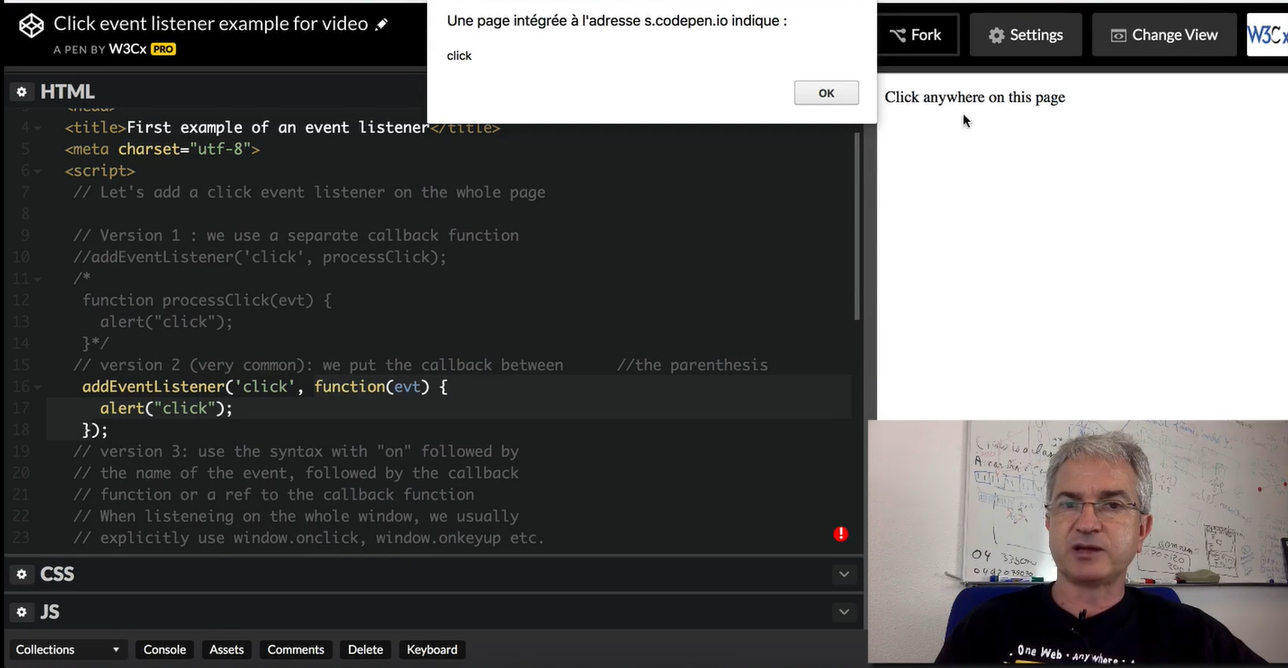 Click event listener example for video
A PEN BY W3Cx PRO
Une page intégrée à l'adresse s.codepen.io indique :
click
OK
Fork
Settings
Change View
W3Cx
HTML
Click anywhere on this page
3 <head>
4 <title>First example of an event listener</title>
5 <meta charset="utf-8">
6 <script>
7 // Let's add a click event listener on the whole page
8
9 // Version 1 : we use a separate callback function
10 //addEventListener('click', processClick);
11 /*
12 function processClick(evt) {
13 alert("click");
14 }*/
15 // version 2 (very common): we put the callback between //the parenthesis
16 addEventListener('click', function(evt) {
17 alert("click");
18 });
19 // version 3: use the syntax with "on" followed by
20 // the name of the event, followed by the callback
21 // function or a ref to the callback function
22 // When listeneing on the whole window, we usually
23 // explicitly use window.onclick, window.onkeyup etc.
CSS
JS
Collections
Console
Assets
Comments
Delete
Keyboard
One Web